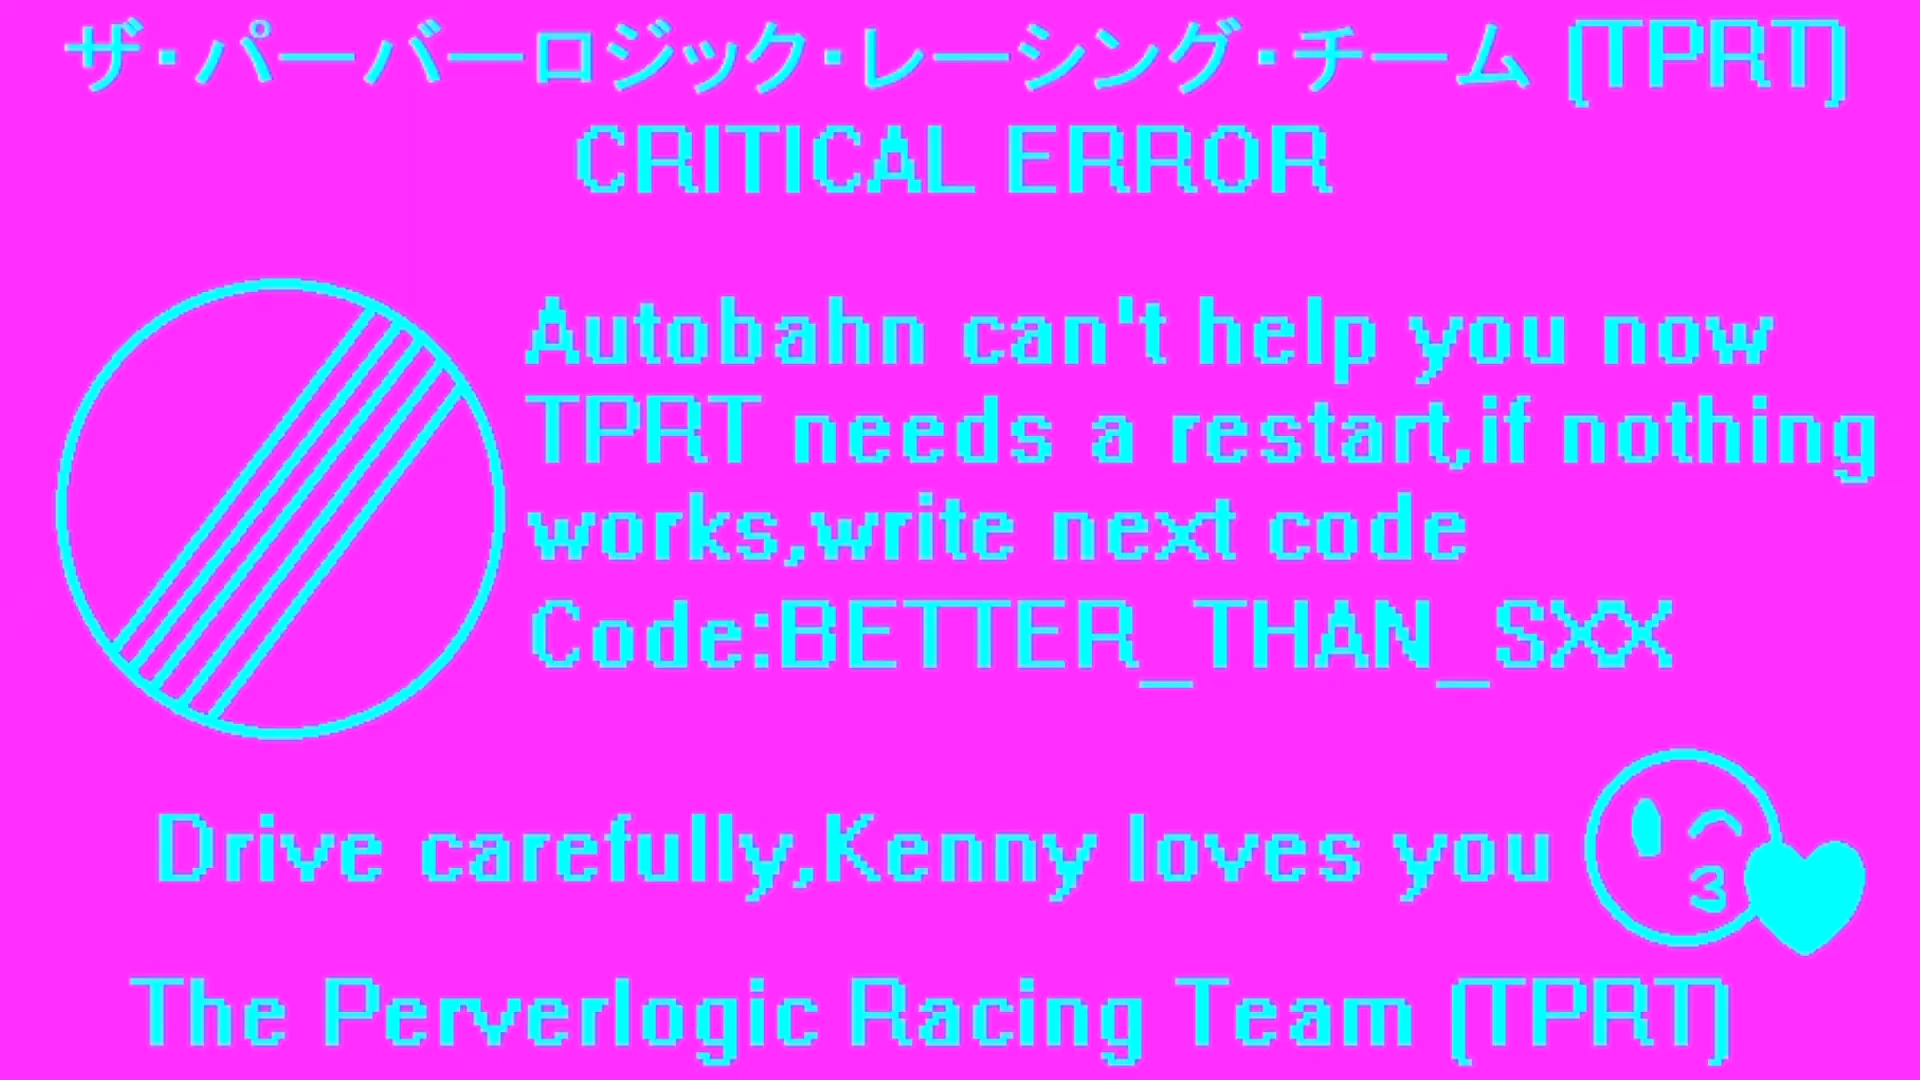 ザ・パーバーロジック・レーシング・チーム (TPRT)
CRITICAL ERROR
Autobahn can't help you now
TPRT needs a restart,if nothing
works,write next code
Code:BETTER_THAN_SXX
Drive carefully,Kenny loves you
The Perverlogic Racing Team (TPRT)